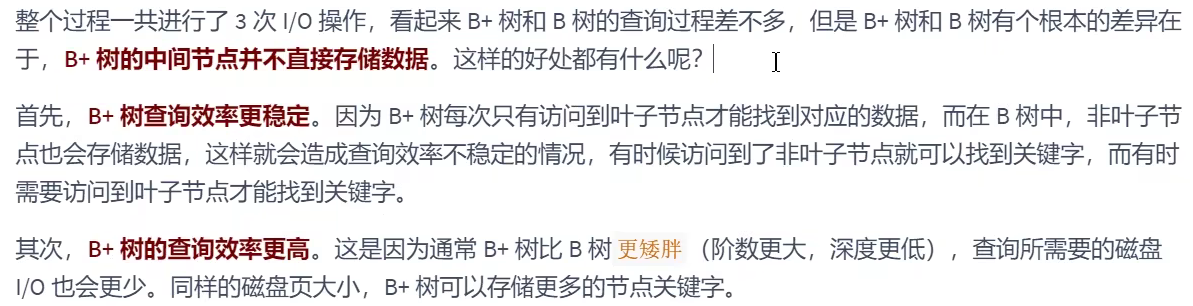 整个过程一共进行了 3 次 I/O 操作，看起来 B+ 树和 B 树的查询过程差不多，但是 B+ 树和 B 树有个根本的差异在
于，B+ 树的中间节点并不直接存储数据。这样的好处都有什么呢？
首先，B+ 树查询效率更稳定。因为 B+ 树每次只有访问到叶子节点才能找到对应的数据，而在 B 树中，非叶子节
点也会存储数据，这样就会造成查询效率不稳定的情况，有时候访问到了非叶子节点就可以找到关键字，而有时
需要访问到叶子节点才能找到关键字。
其次，B+ 树的查询效率更高。这是因为通常 B+ 树比 B 树 更矮胖 （阶数更大，深度更低），查询所需要的磁盘
I/O 也会更少。同样的磁盘页大小，B+ 树可以存储更多的节点关键字。